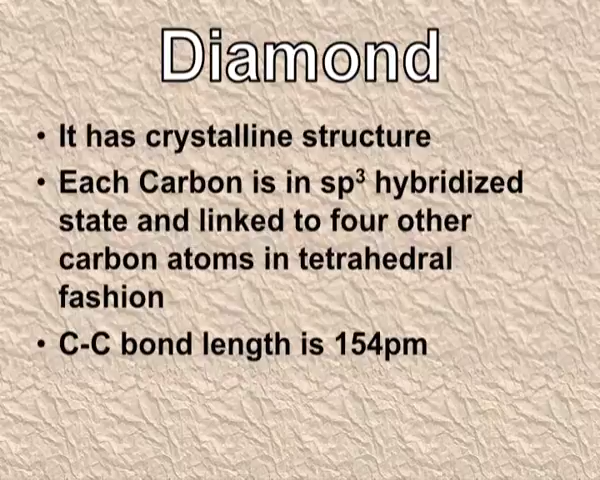 Diamond
• It has crystalline structure
• Each Carbon is in sp³ hybridized
state and linked to four other
carbon atoms in tetrahedral
fashion
• C-C bond length is 154pm